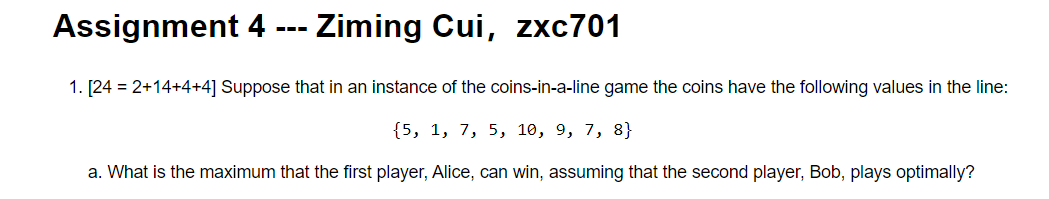 Assignment 4 --- Ziming Cui，zxc701
1. [24 = 2+14+4+4] Suppose that in an instance of the coins-in-a-line game the coins have the following values in the line:
{5, 1, 7, 5, 10, 9, 7, 8}
a. What is the maximum that the first player, Alice, can win, assuming that the second player, Bob, plays optimally?